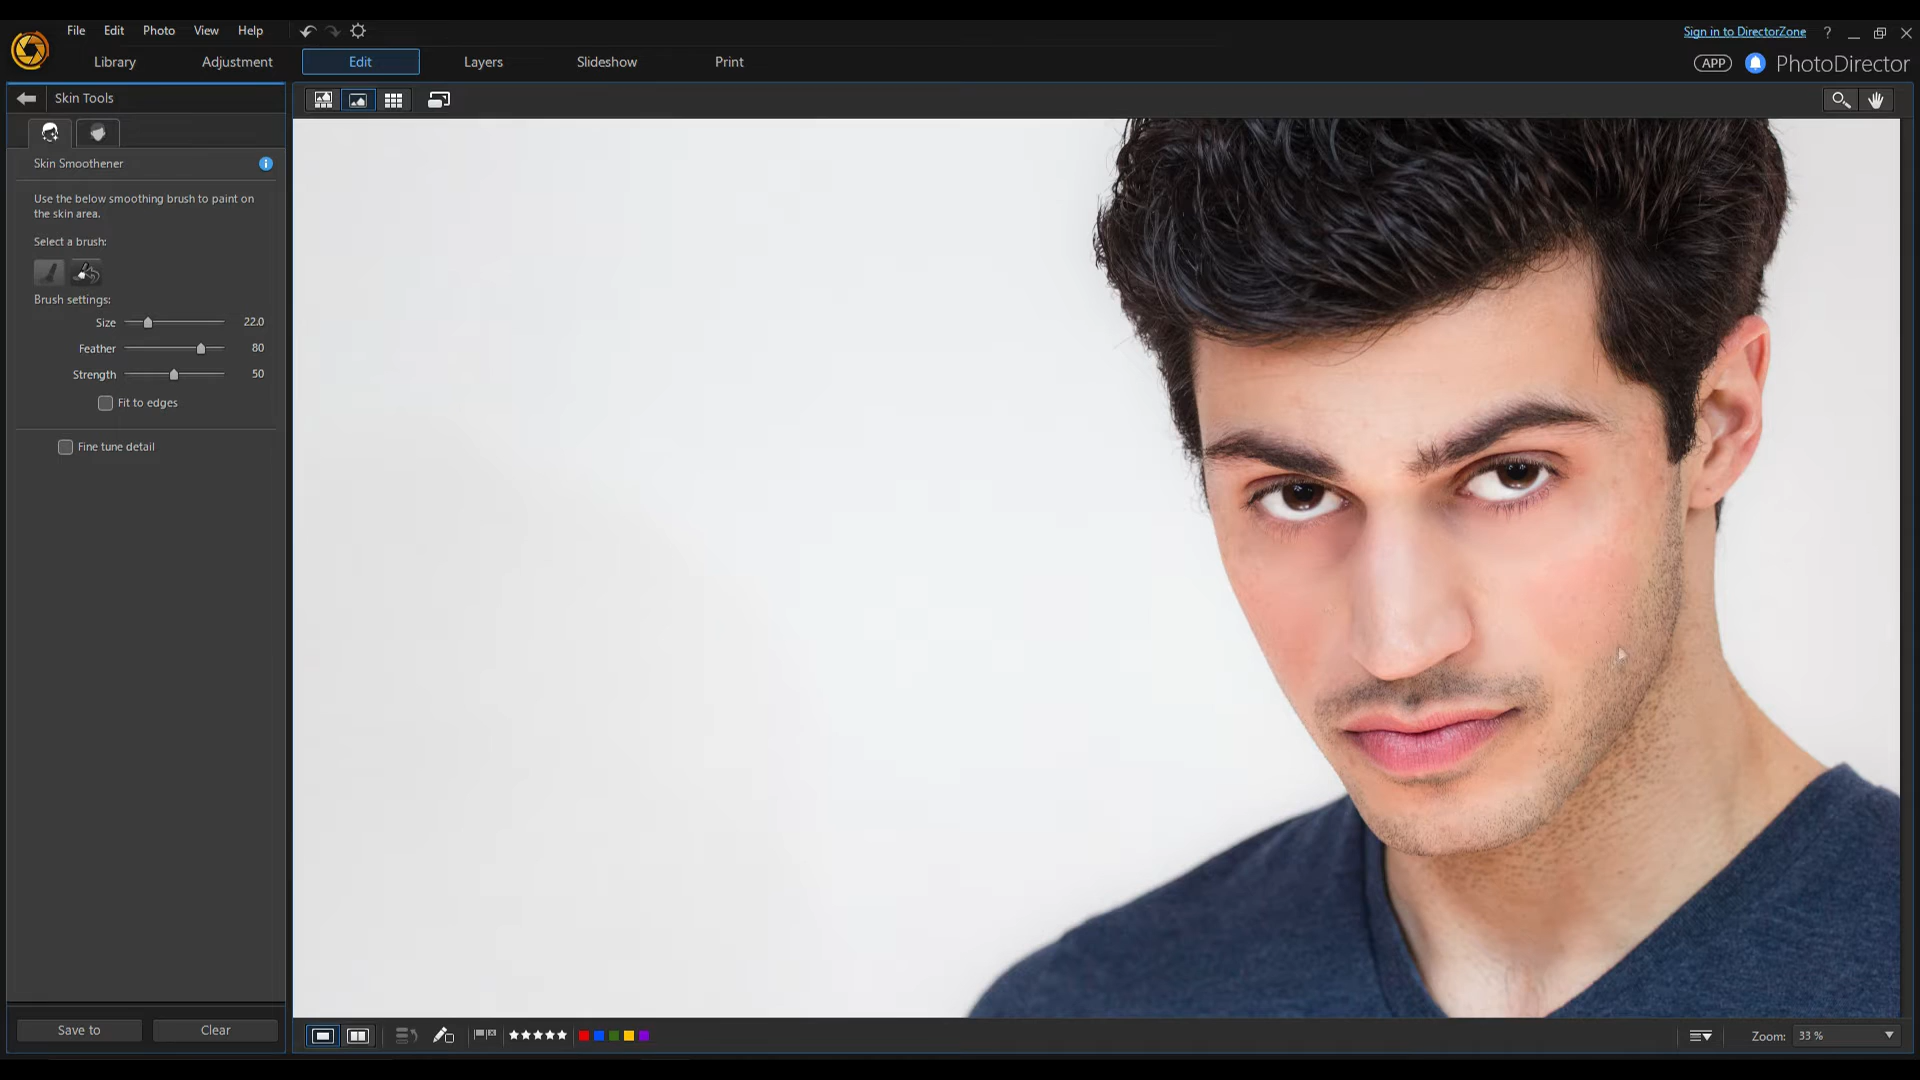 File Edit Photo View Help
Sign in to DirectorZone ?
Library Adjustment Edit Layers Slideshow Print
APP PhotoDirector
Skin Tools
Skin Smoothener
Use the below smoothing brush to paint on
the skin area.
Select a brush:
Brush settings:
Size 22.0
Feather 80
Strength 50
Fit to edges
Fine tune detail
Save to Clear
Zoom: 33 %